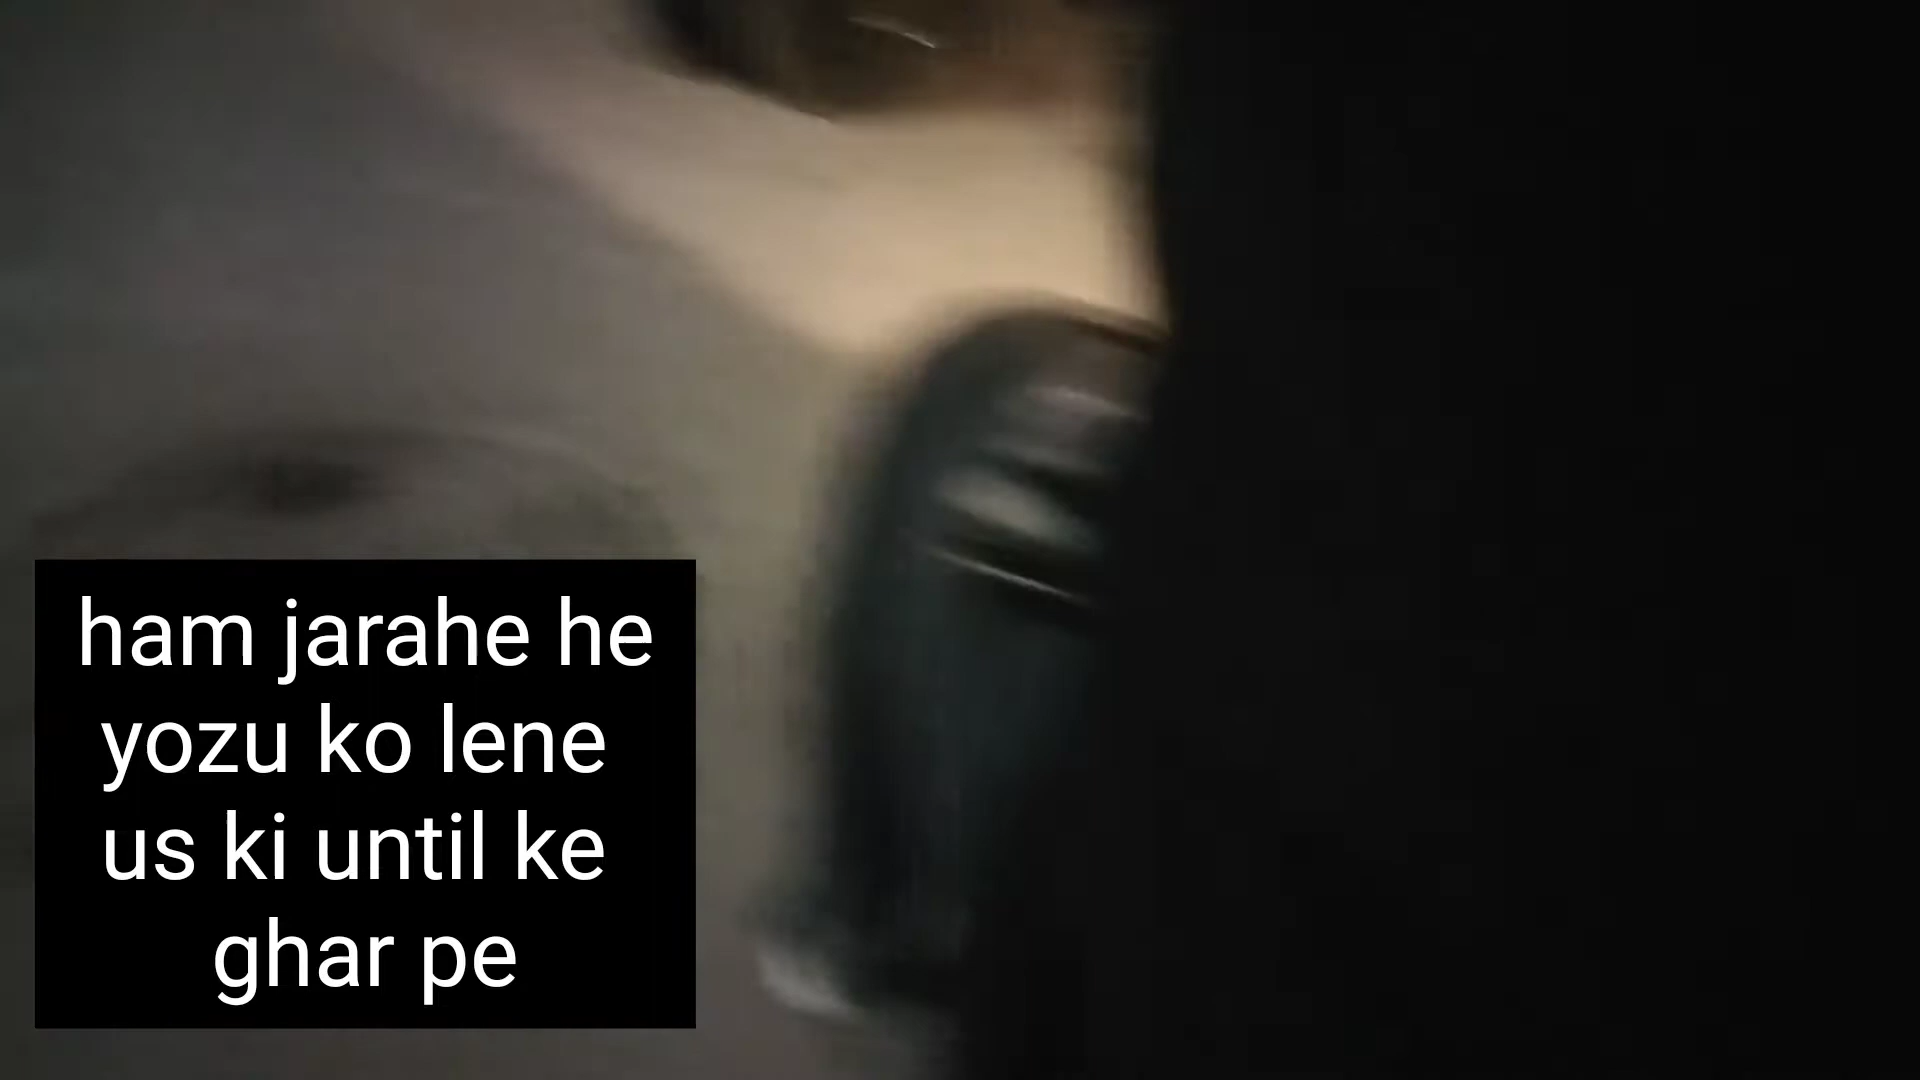 ham jarahe he
yozu ko lene
us ki until ke
ghar pe